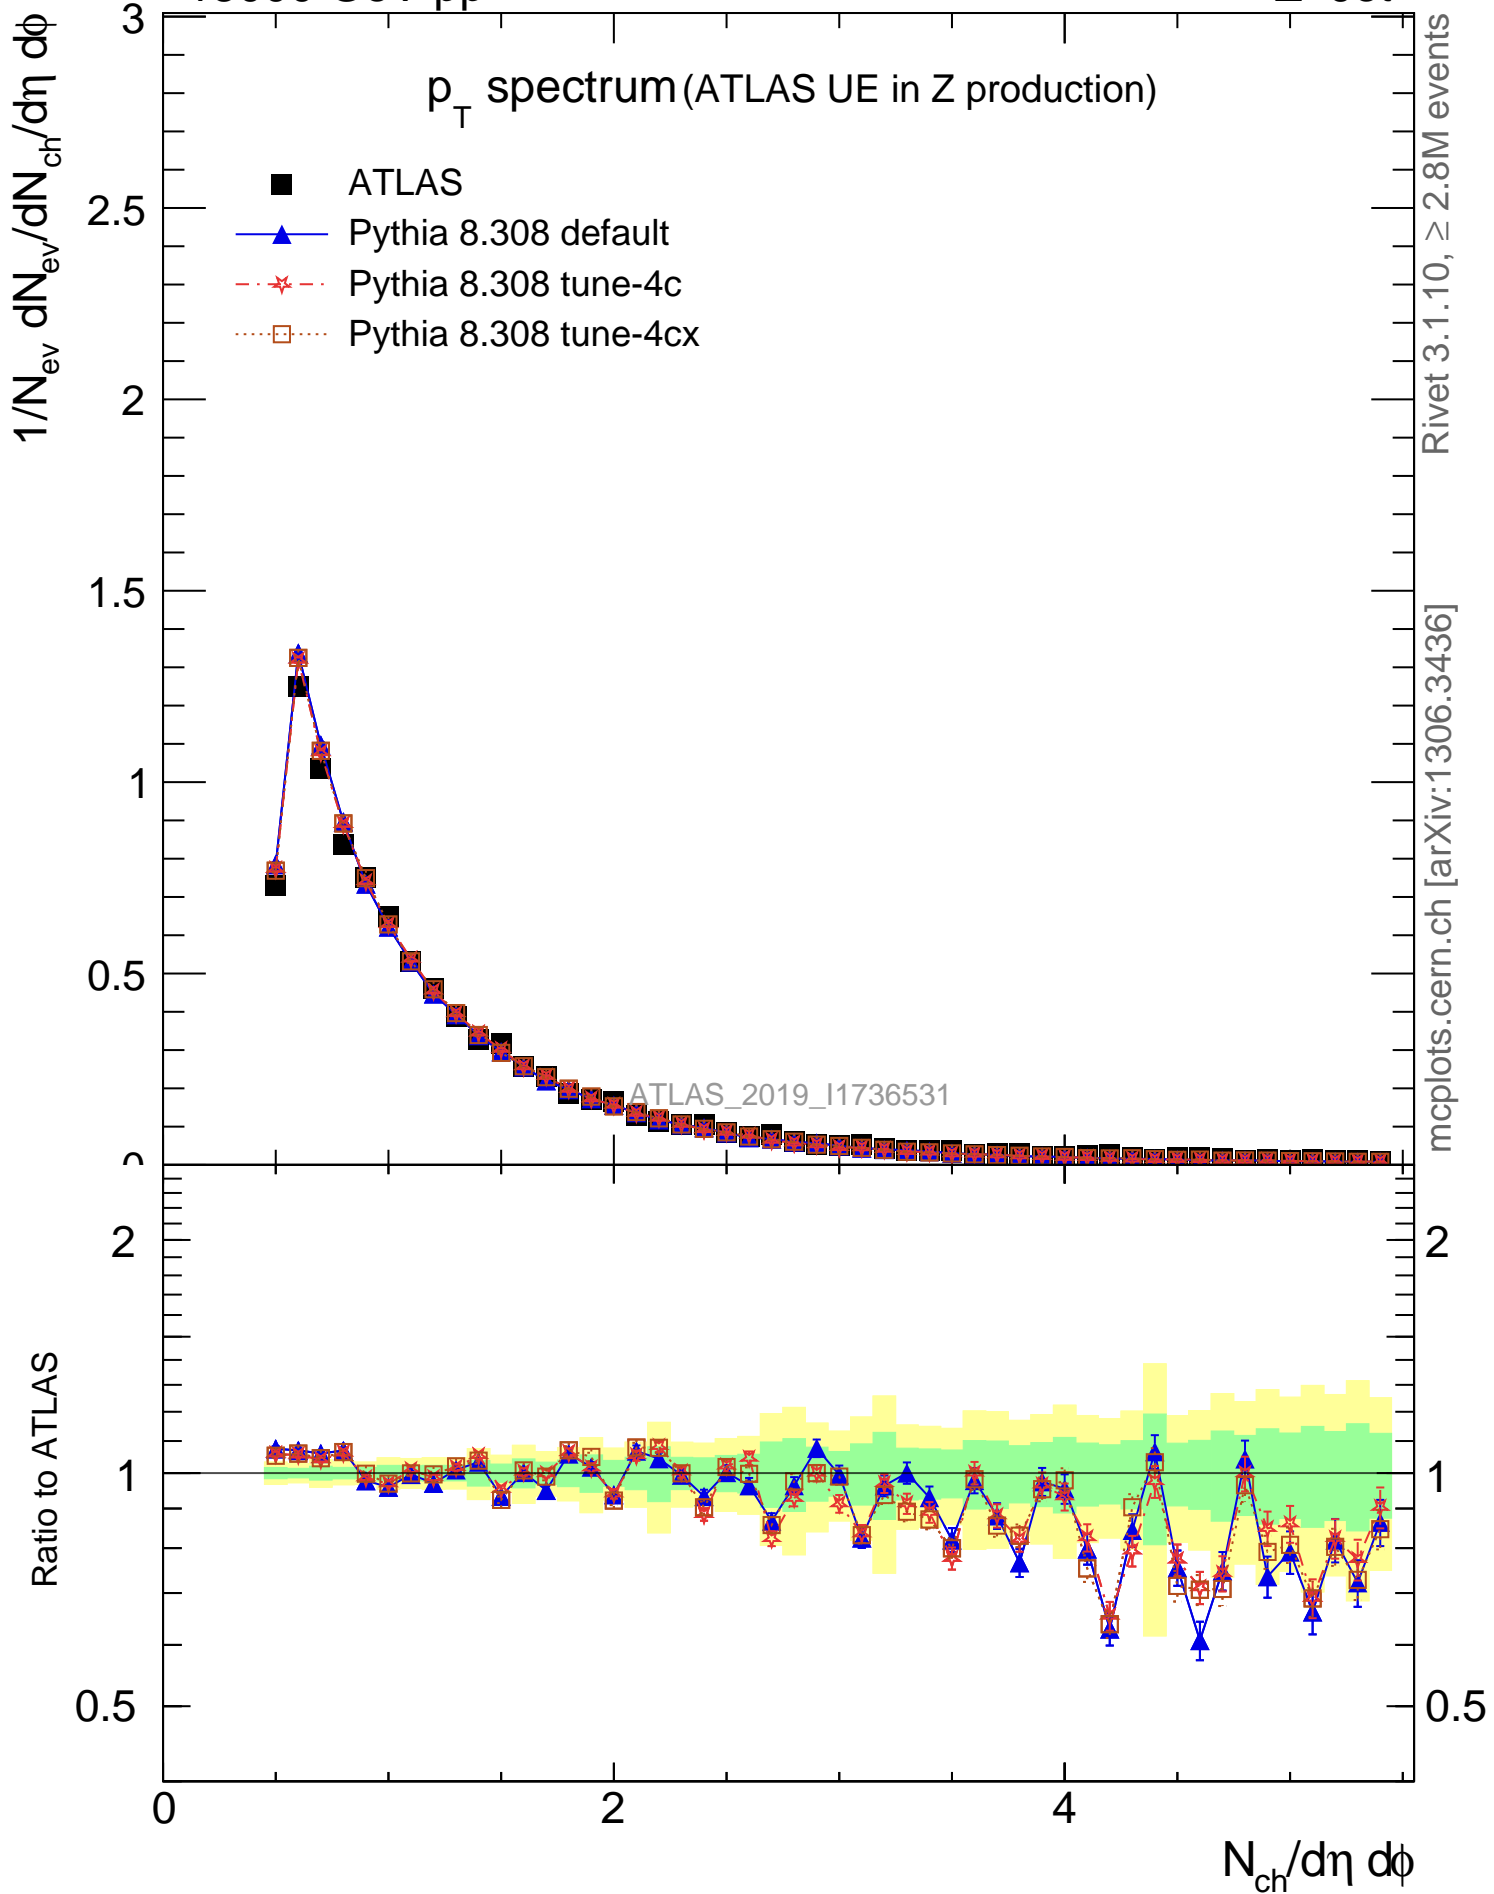 3
p_T spectrum (ATLAS UE in Z production)
ATLAS
Pythia 8.308 default
Pythia 8.308 tune-4c
Pythia 8.308 tune-4cx
1/N_ev dN_ev/dN_ch/dη dϕ
2.5
2
1.5
1
0.5
0
ATLAS_2019_I1736531
Rivet 3.1.10, ≥ 2.8M events
mcplots.cern.ch [arXiv:1306.3436]
Ratio to ATLAS
2
1
0.5
2
1
0.5
0
2
4
N_ch/dη dϕ